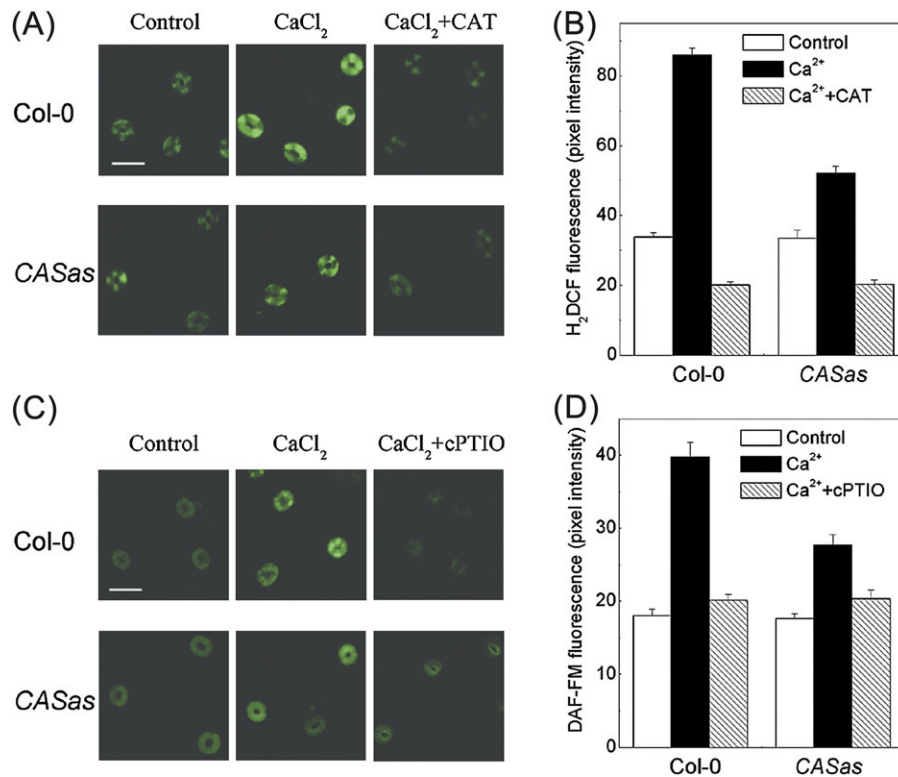 (A)
Control CaCl₂ CaCl₂+CAT
Col-0
CASas
(B)
H₂DCF fluorescence (pixel intensity)
80
60
40
20
0
Control
Ca²⁺
Ca²⁺+CAT
Col-0 CASas
(C)
Control CaCl₂ CaCl₂+cPTIO
Col-0
CASas
(D)
DAF-FM fluorescence (pixel intensity)
40
30
20
10
0
Control
Ca²⁺
Ca²⁺+cPTIO
Col-0 CASas